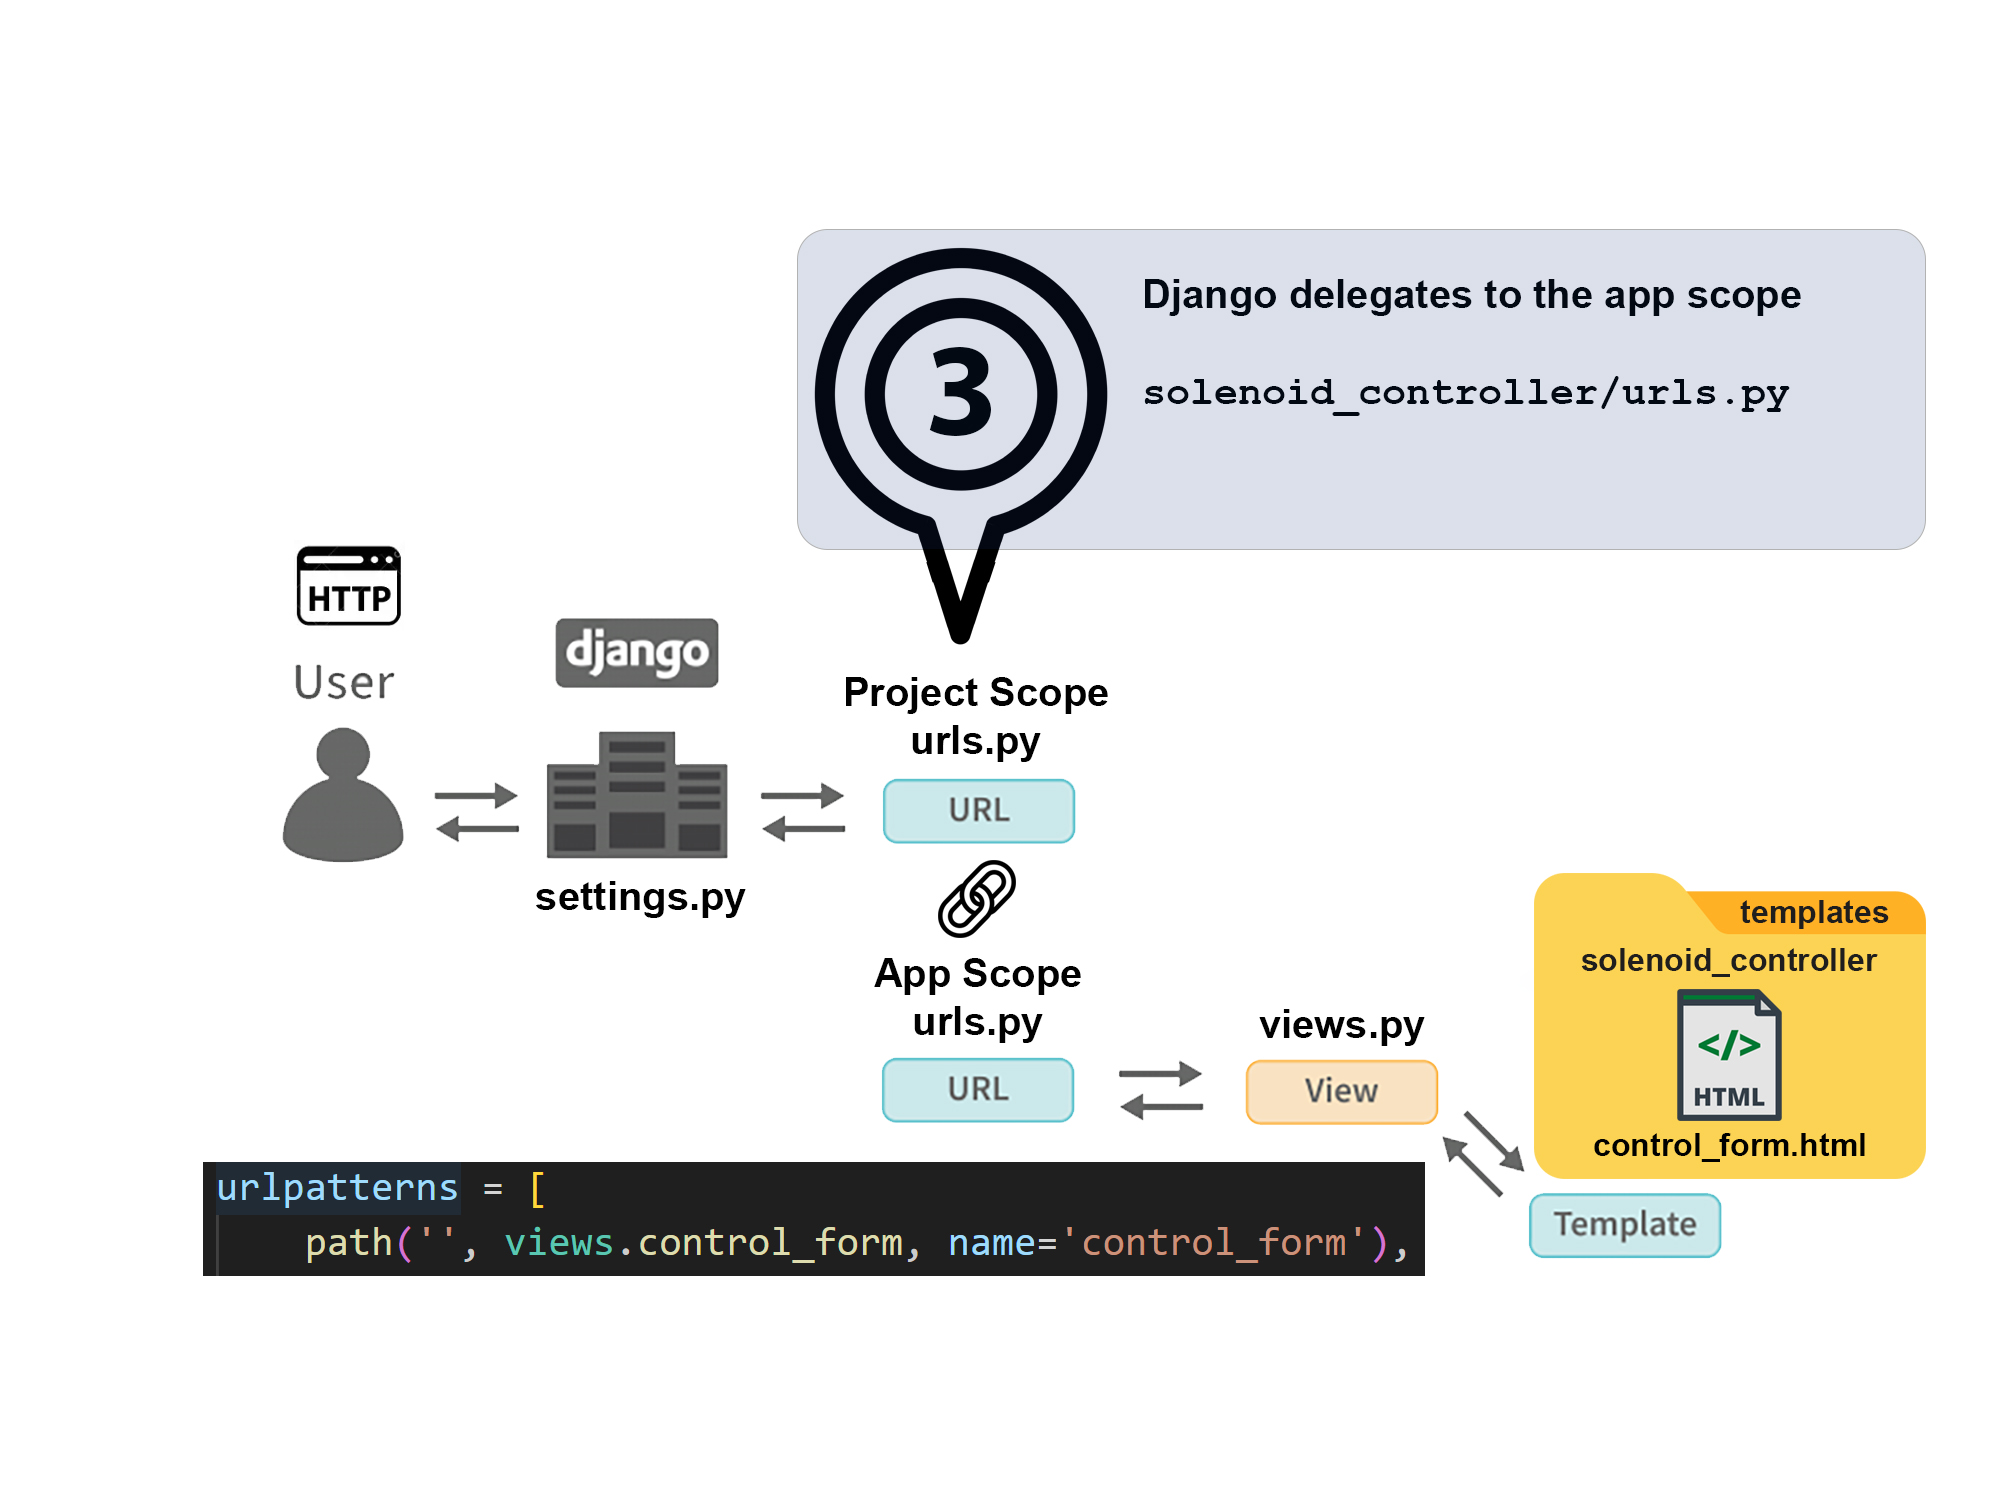 3
Django delegates to the app scope
solenoid_controller/urls.py
HTTP
User
django
settings.py
Project Scope
urls.py
URL
App Scope
urls.py
URL
views.py
View
templates
solenoid_controller
</>
HTML
control_form.html
Template
urlpatterns = [
    path('', views.control_form, name='control_form'),